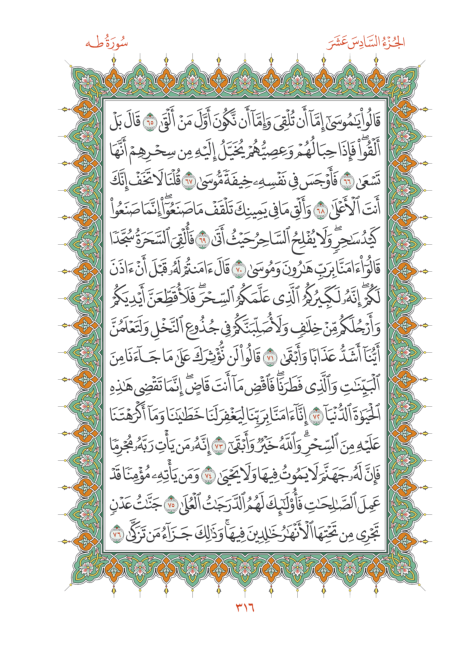 الجُزْءُ السَّادِسَ عَشَرَ
سُورَةُ طه
قَالُوا۟ يَـٰمُوسَىٰٓ إِمَّآ أَن تُلْقِىَ وَإِمَّآ أَن نَّكُونَ أَوَّلَ مَنْ أَلْقَىٰ ٦٥ قَالَ بَلْ
أَلْقُوا۟ ۖ فَإِذَا حِبَالُهُمْ وَعِصِيُّهُمْ يُخَيَّلُ إِلَيْهِ مِن سِحْرِهِمْ أَنَّهَا
تَسْعَىٰ ٦٦ فَأَوْجَسَ فِى نَفْسِهِۦ خِيفَةً مُّوسَىٰ ٦٧ قُلْنَا لَا تَخَفْ إِنَّكَ
أَنتَ ٱلْأَعْلَىٰ ٦٨ وَأَلْقِ مَا فِى يَمِينِكَ تَلْقَفْ مَا صَنَعُوٓا۟ ۖ إِنَّمَا صَنَعُوا۟
كَيْدُ سَـٰحِرٍ ۖ وَلَا يُفْلِحُ ٱلسَّاحِرُ حَيْثُ أَتَىٰ ٦٩ فَأُلْقِىَ ٱلسَّحَرَةُ سُجَّدًا
قَالُوٓا۟ ءَامَنَّا بِرَبِّ هَـٰرُونَ وَمُوسَىٰ ٧٠ قَالَ ءَامَنتُمْ لَهُۥ قَبْلَ أَنْ ءَاذَنَ
لَكُمْ ۖ إِنَّهُۥ لَكَبِيرُكُمُ ٱلَّذِى عَلَّمَكُمُ ٱلسِّحْرَ ۖ فَلَأُقَطِّعَنَّ أَيْدِيَكُمْ
وَأَرْجُلَكُم مِّنْ خِلَـٰفٍ وَلَأُصَلِّبَنَّكُمْ فِى جُذُوعِ ٱلنَّخْلِ وَلَتَعْلَمُنَّ
أَيُّنَآ أَشَدُّ عَذَابًا وَأَبْقَىٰ ٧١ قَالُوا۟ لَن نُّؤْثِرَكَ عَلَىٰ مَا جَآءَنَا مِنَ
ٱلْبَيِّنَـٰتِ وَٱلَّذِى فَطَرَنَا ۖ فَٱقْضِ مَآ أَنتَ قَاضٍ ۖ إِنَّمَا تَقْضِى هَـٰذِهِ
ٱلْحَيَوٰةَ ٱلدُّنْيَآ ٧٢ إِنَّآ ءَامَنَّا بِرَبِّنَا لِيَغْفِرَ لَنَا خَطَـٰيَـٰنَا وَمَآ أَكْرَهْتَنَا
عَلَيْهِ مِنَ ٱلسِّحْرِ ۗ وَٱللَّهُ خَيْرٌ وَأَبْقَىٰٓ ٧٣ إِنَّهُۥ مَن يَأْتِ رَبَّهُۥ مُجْرِمًا
فَإِنَّ لَهُۥ جَهَنَّمَ لَا يَمُوتُ فِيهَا وَلَا يَحْيَىٰ ٧٤ وَمَن يَأْتِهِۦ مُؤْمِنًا قَدْ
عَمِلَ ٱلصَّـٰلِحَـٰتِ فَأُو۟لَـٰٓئِكَ لَهُمُ ٱلدَّرَجَـٰتُ ٱلْعُلَىٰ ٧٥ جَنَّـٰتُ عَدْنٍ
تَجْرِى مِن تَحْتِهَا ٱلْأَنْهَـٰرُ خَـٰلِدِينَ فِيهَا ۚ وَذَٰلِكَ جَزَآءُ مَن تَزَكَّىٰ ٧٦
٣١٦